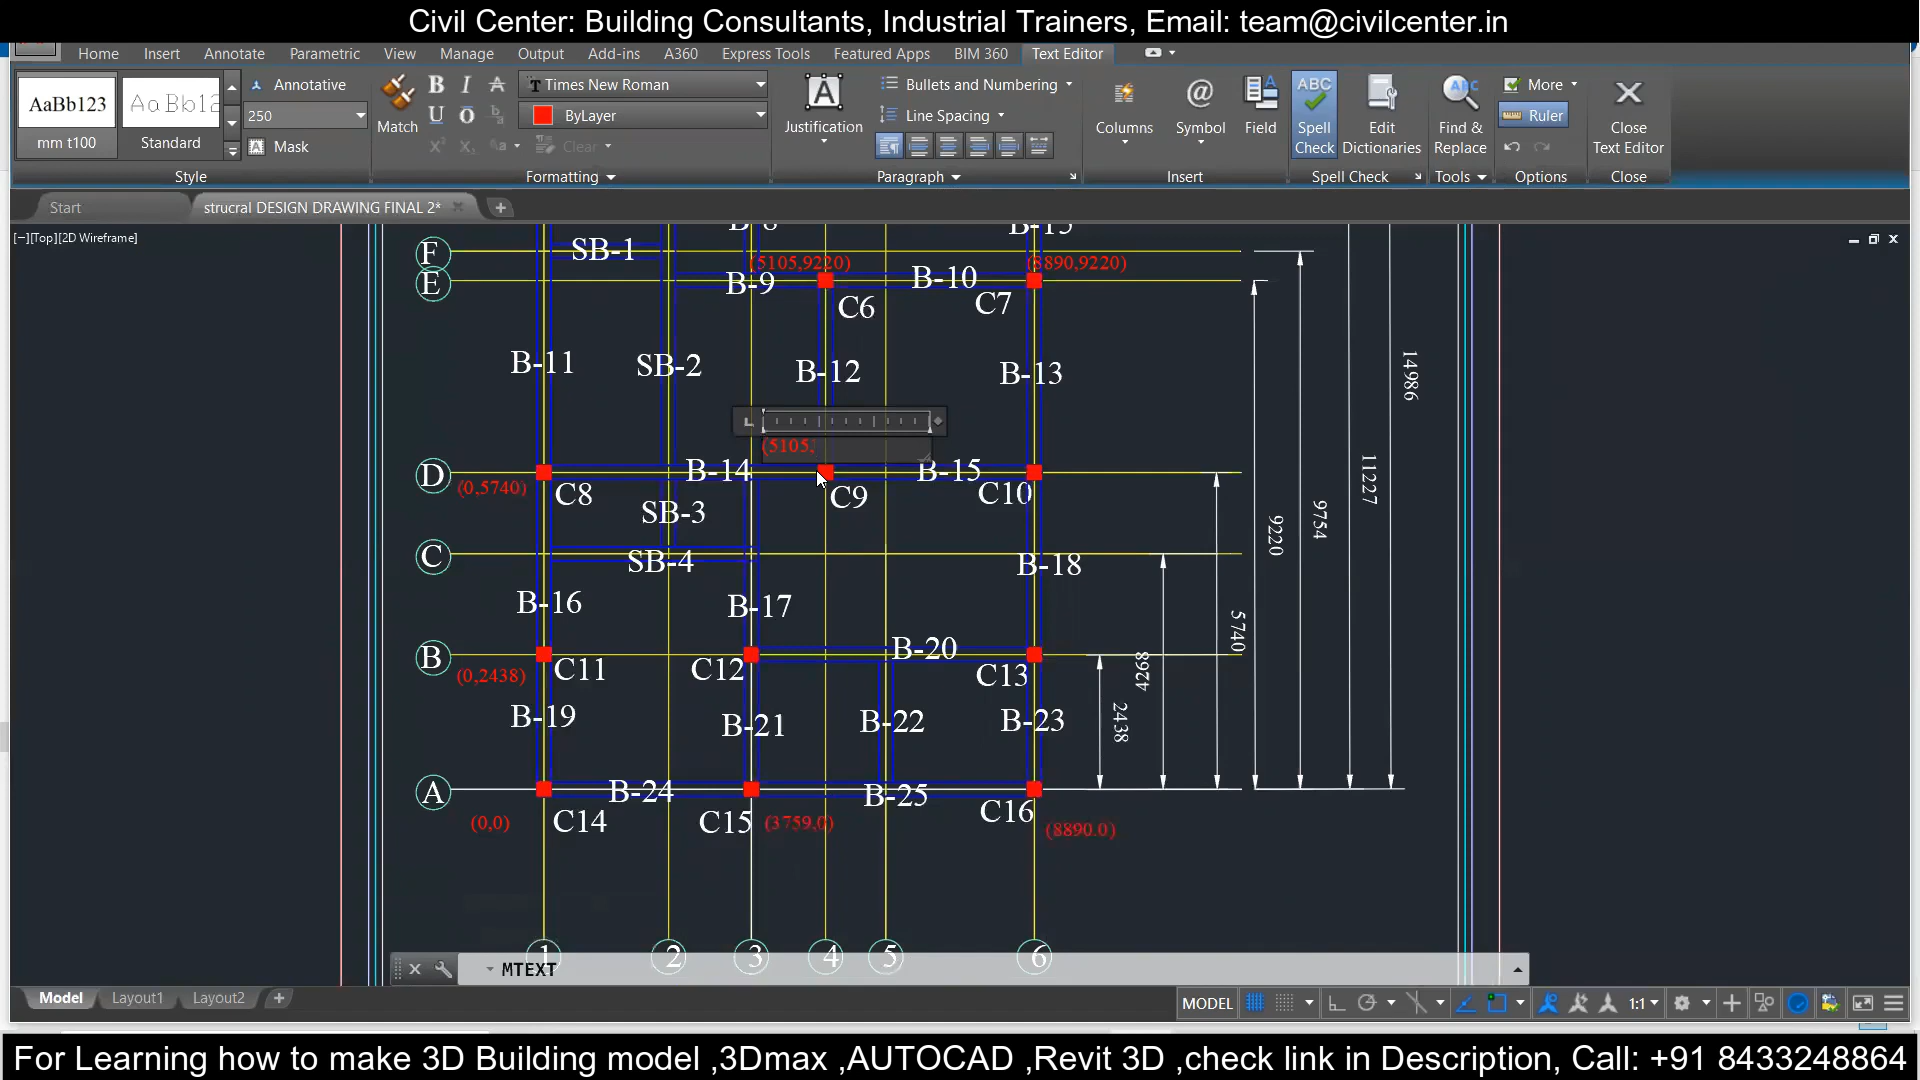 Civil Center: Building Consultants, Industrial Trainers, Email: team@civilcenter.in
Home Insert Annotate Parametric View Manage Output Add-ins A360 Express Tools Featured Apps BIM 360 Text Editor
AaBb123 AaBb12 Annotative Match B I A Times New Roman Justification Bullets and Numbering Columns Symbol Field ABC Spell Check Edit Dictionaries Find & Replace More Close Text Editor
mm t100 Standard 250 U O ByLayer Line Spacing Ruler
Mask Clear
Style Formatting Paragraph Insert Spell Check Tools Options Close
Start strucral DESIGN DRAWING FINAL 2*
[−][Top][2D Wireframe]
F SB-1
(5105,9220) (8890,9220)
E B-9 B-10
C6 C7
B-11 SB-2 B-12 B-13 14986
(5105,
D B-14 B-15 11227
(0,5740) C8 C9 C10
SB-3 9220 9754
C SB-4 B-18
B-16 B-17 5740
B B-20 4298
(0,2438) C11 C12 C13
B-19 B-21 B-22 B-23 2438
A B-24 B-25
(0,0) C14 C15 (3759,0) C16 (8890.0)
1 2 3 4 5 6
MTEXT
Model Layout1 Layout2 MODEL 1:1
For Learning how to make 3D Building model ,3Dmax ,AUTOCAD ,Revit 3D ,check link in Description, Call: +91 8433248864